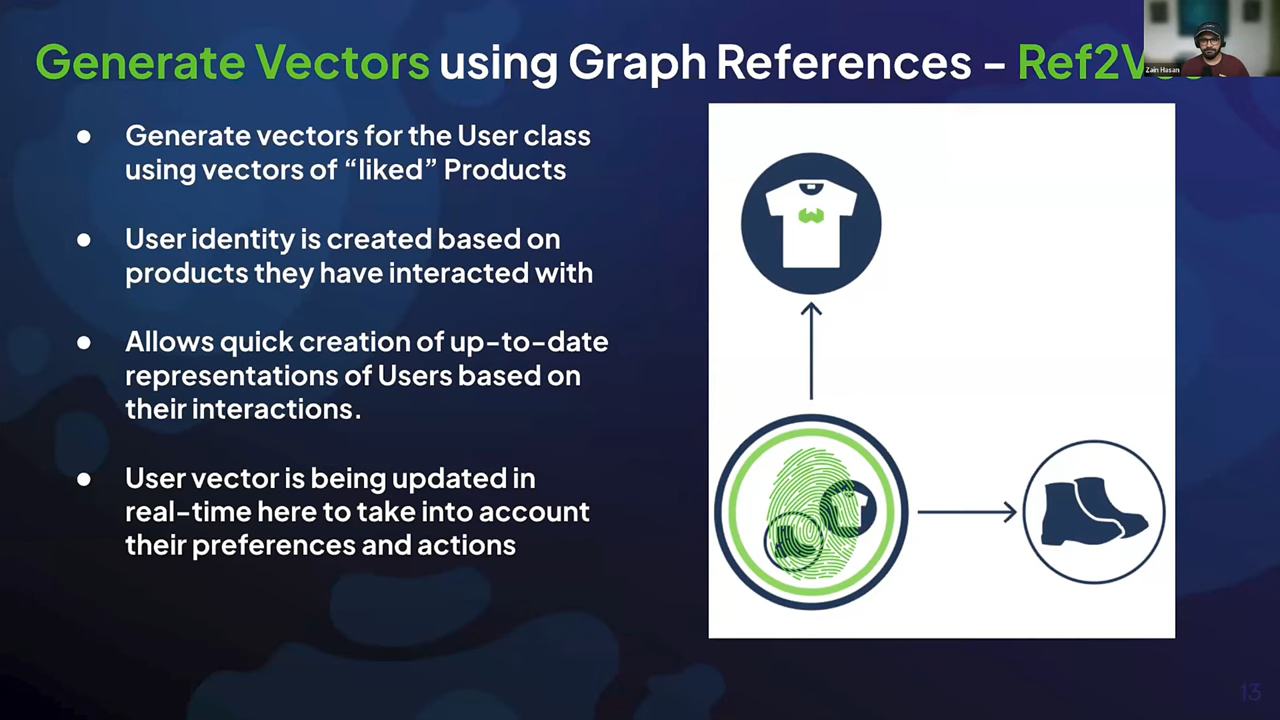 Generate Vectors using Graph References - Ref2V
Zain Hasan
● Generate vectors for the User class
using vectors of “liked” Products
● User identity is created based on
products they have interacted with
● Allows quick creation of up-to-date
representations of Users based on
their interactions.
● User vector is being updated in
real-time here to take into account
their preferences and actions
13